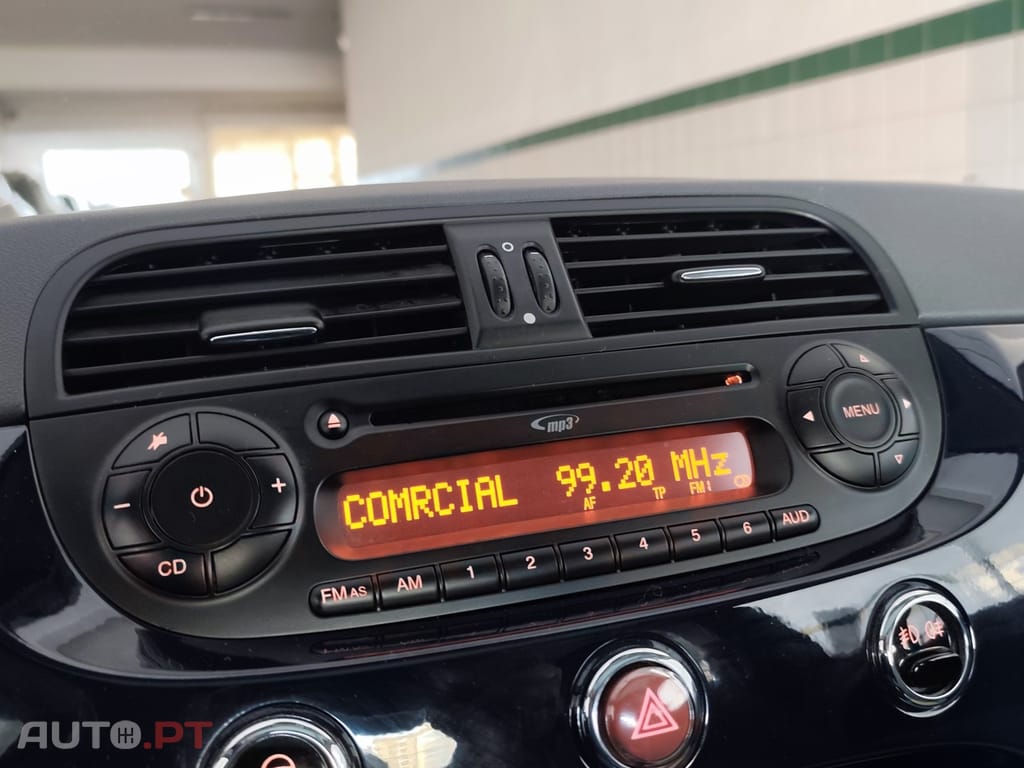 mp3
COMRCIAL 99.20 MHz
AF TP FM1
MENU
CD
FM AS AM 1 2 3 4 5 6 AUD
AUTO.PT